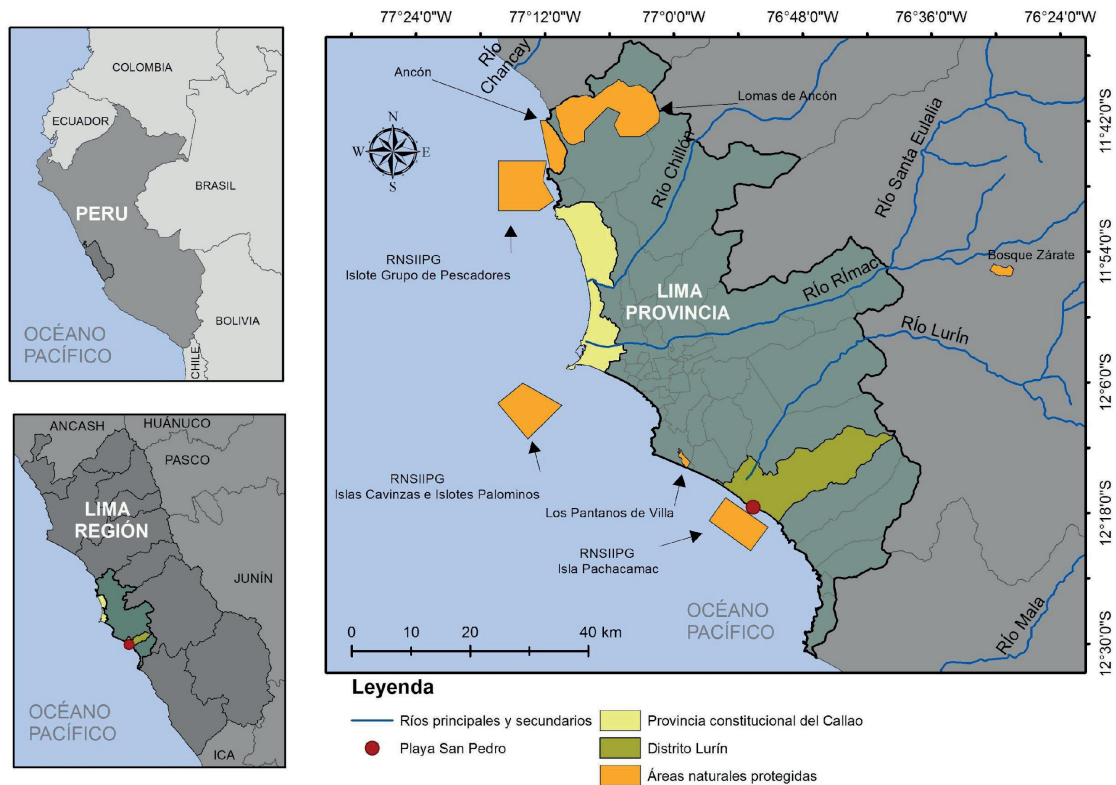 COLOMBIA
ECUADOR
BRASIL
PERU
BOLIVIA
CHILE
OCÉANO
PACÍFICO
ANCASH
HUÁNUCO
PASCO
LIMA
REGIÓN
JUNÍN
OCÉANO
PACÍFICO
ICA
77°24'0"W
77°12'0"W
77°0'0"W
76°48'0"W
76°36'0"W
76°24'0"W
11°42'0"S
11°54'0"S
12°6'0"S
12°18'0"S
12°30'0"S
RÍO
Chancay
Ancón
Lomas de Ancón
N
W
E
S
Río Chillón
Río Santa Eulalia
RNSIIPG
Islote Grupo de Pescadores
Bosque Zárate
LIMA
PROVINCIA
RÍO RÍmac
Río Lurín
RNSIIPG
Islas Cavinzas e Islotes Palominos
Los Pantanos de Villa
RNSIIPG
Isla Pachacamac
OCÉANO
PACÍFICO
Río Mala
0 10 20 40 km
Leyenda
Ríos principales y secundarios
Playa San Pedro
Provincia constitucional del Callao
Distrito Lurín
Áreas naturales protegidas